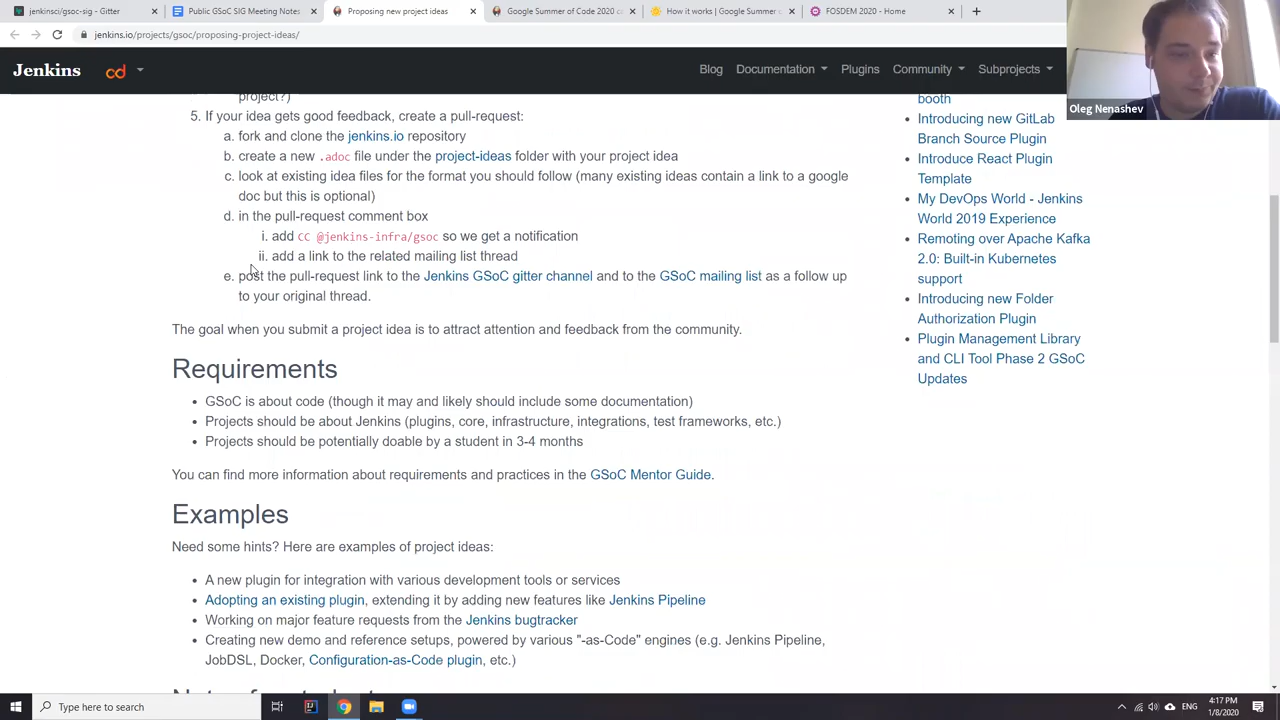 jenkinsci/gsoc-sig - Gitter
Public GSoC SIG Meeting Notes
Proposing new project ideas
Google Summer of Code 2020
How it works | Google Summer
FOSDEM 2020 - Home
jenkins.io/projects/gsoc/proposing-project-ideas/
Jenkins
cd
Blog
Documentation
Plugins
Community
Subprojects
Oleg Nenashev
project?)
5. If your idea gets good feedback, create a pull-request:
a. fork and clone the jenkins.io repository
b. create a new .adoc file under the project-ideas folder with your project idea
c. look at existing idea files for the format you should follow (many existing ideas contain a link to a google
doc but this is optional)
d. in the pull-request comment box
i. add CC @jenkins-infra/gsoc so we get a notification
ii. add a link to the related mailing list thread
e. post the pull-request link to the Jenkins GSoC gitter channel and to the GSoC mailing list as a follow up
to your original thread.
The goal when you submit a project idea is to attract attention and feedback from the community.
Requirements
• GSoC is about code (though it may and likely should include some documentation)
• Projects should be about Jenkins (plugins, core, infrastructure, integrations, test frameworks, etc.)
• Projects should be potentially doable by a student in 3-4 months
You can find more information about requirements and practices in the GSoC Mentor Guide.
Examples
Need some hints? Here are examples of project ideas:
• A new plugin for integration with various development tools or services
• Adopting an existing plugin, extending it by adding new features like Jenkins Pipeline
• Working on major feature requests from the Jenkins bugtracker
• Creating new demo and reference setups, powered by various "-as-Code" engines (e.g. Jenkins Pipeline,
JobDSL, Docker, Configuration-as-Code plugin, etc.)
booth
• Introducing new GitLab
Branch Source Plugin
• Introduce React Plugin
Template
• My DevOps World - Jenkins
World 2019 Experience
• Remoting over Apache Kafka
2.0: Built-in Kubernetes
support
• Introducing new Folder
Authorization Plugin
• Plugin Management Library
and CLI Tool Phase 2 GSoC
Updates
Type here to search
ENG
4:17 PM
1/8/2020